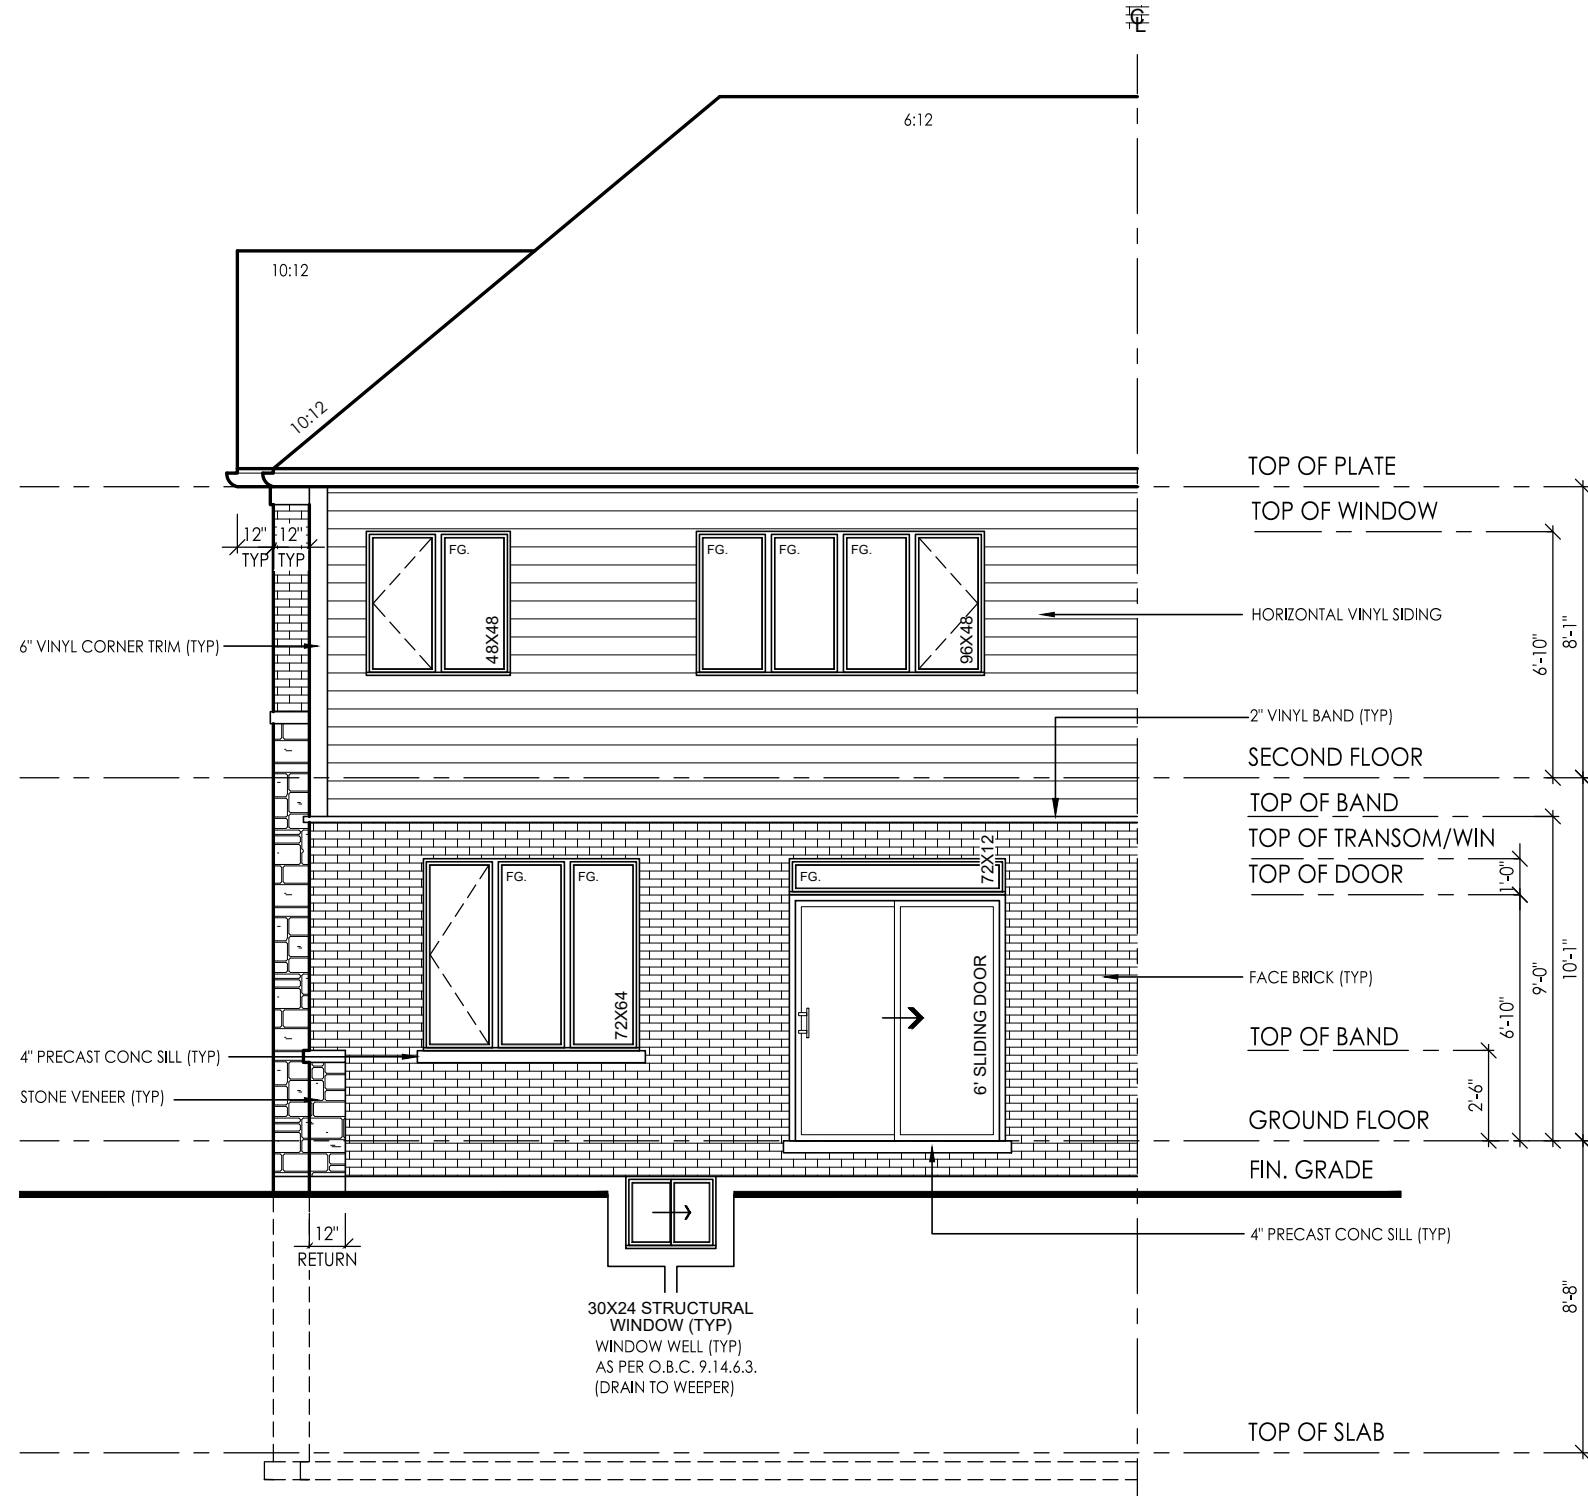 ℄
6:12
10:12
10:12
TOP OF PLATE
TOP OF WINDOW
12" 12"
TYP TYP
FG.
48X48
FG.
FG.
FG.
96X48
HORIZONTAL VINYL SIDING
6" VINYL CORNER TRIM (TYP)
6'-10"
8'-1"
2" VINYL BAND (TYP)
SECOND FLOOR
TOP OF BAND
TOP OF TRANSOM/WIN
TOP OF DOOR
1'-0"
72X12
FG.
FG.
FG.
72X64
6' SLIDING DOOR
FACE BRICK (TYP)
6'-10"
9'-0"
10'-1"
TOP OF BAND
4" PRECAST CONC SILL (TYP)
STONE VENEER (TYP)
2'-6"
GROUND FLOOR
FIN. GRADE
12"
RETURN
4" PRECAST CONC SILL (TYP)
30X24 STRUCTURAL
WINDOW (TYP)
WINDOW WELL (TYP)
AS PER O.B.C. 9.14.6.3.
(DRAIN TO WEEPER)
8'-8"
TOP OF SLAB